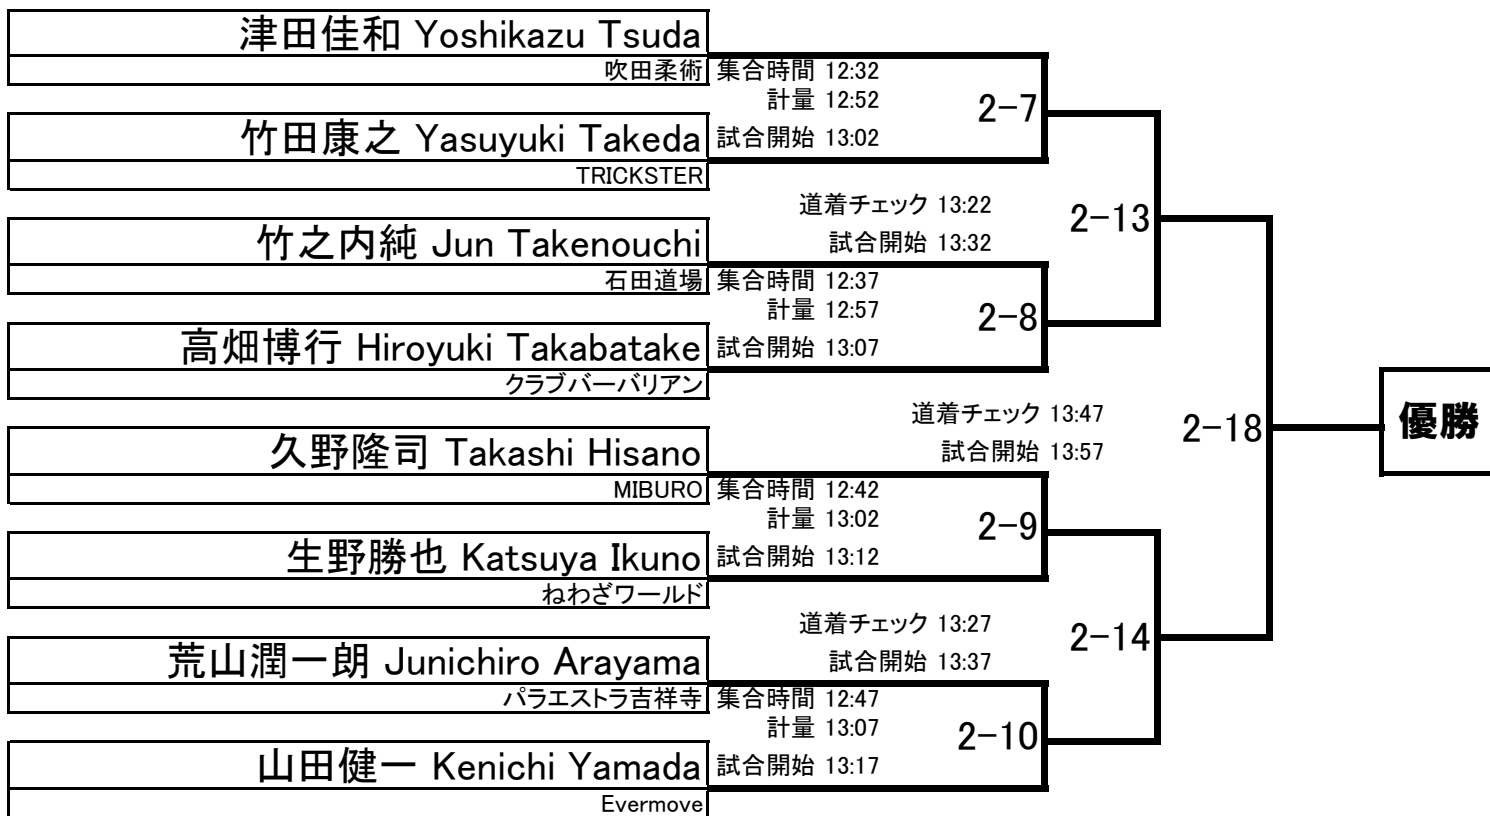 津田佳和 Yoshikazu Tsuda
吹田柔術
集合時間 12:32
計量 12:52
2-7
竹田康之 Yasuyuki Takeda
試合開始 13:02
TRICKSTER
道着チェック 13:22
2-13
竹之内純 Jun Takenouchi
試合開始 13:32
石田道場
集合時間 12:37
計量 12:57
2-8
高畑博行 Hiroyuki Takabatake
試合開始 13:07
クラブバーバリアン
道着チェック 13:47
2-18
優勝
久野隆司 Takashi Hisano
試合開始 13:57
MIBURO
集合時間 12:42
計量 13:02
2-9
生野勝也 Katsuya Ikuno
試合開始 13:12
ねわざワールド
道着チェック 13:27
2-14
荒山潤一朗 Junichiro Arayama
試合開始 13:37
パラエストラ吉祥寺
集合時間 12:47
計量 13:07
2-10
山田健一 Kenichi Yamada
試合開始 13:17
Evermove